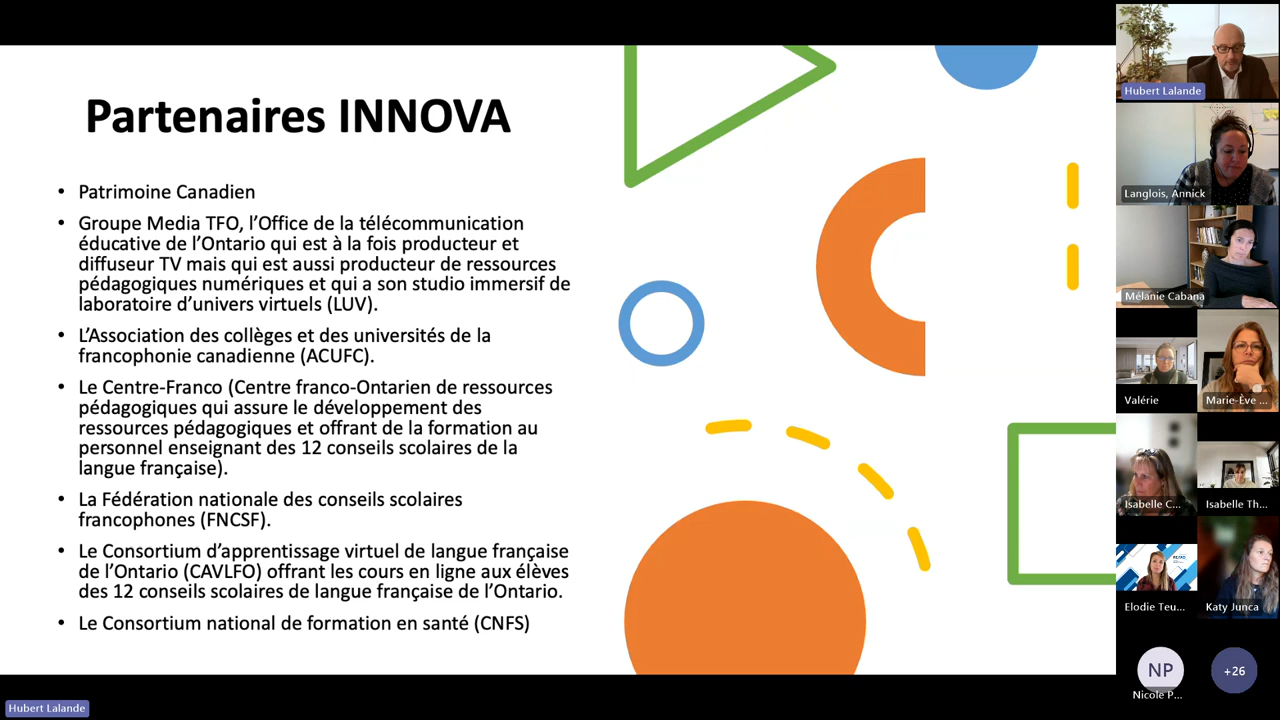 Partenaires INNOVA
• Patrimoine Canadien
• Groupe Media TFO, l’Office de la télécommunication
éducative de l’Ontario qui est à la fois producteur et
diffuseur TV mais qui est aussi producteur de ressources
pédagogiques numériques et qui a son studio immersif de
laboratoire d’univers virtuels (LUV).
• L’Association des collèges et des universités de la
francophonie canadienne (ACUFC).
• Le Centre-Franco (Centre franco-Ontarien de ressources
pédagogiques qui assure le développement des
ressources pédagogiques et offrant de la formation au
personnel enseignant des 12 conseils scolaires de la
langue française).
• La Fédération nationale des conseils scolaires
francophones (FNCSF).
• Le Consortium d’apprentissage virtuel de langue française
de l’Ontario (CAVLFO) offrant les cours en ligne aux élèves
des 12 conseils scolaires de langue française de l’Ontario.
• Le Consortium national de formation en santé (CNFS)
Hubert Lalande
Hubert Lalande
Langlois, Annick
Mélanie Cabana
Valérie
Marie-Ève ...
Isabelle C...
Isabelle Th...
Elodie Teu...
Katy Junca
NP
Nicole P...
+26